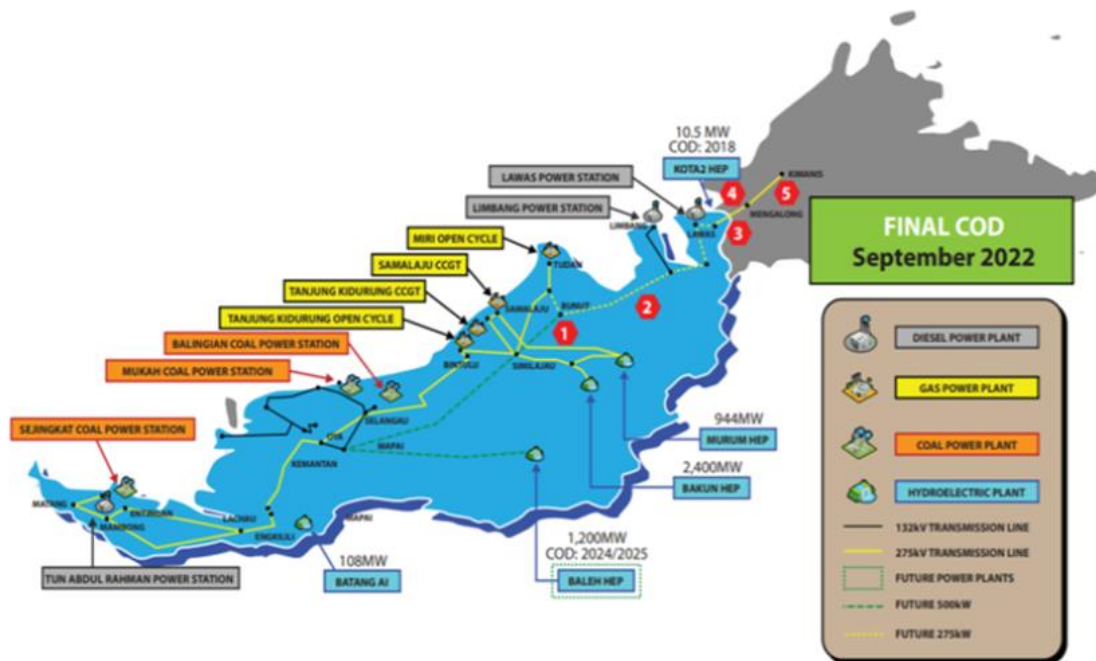 10.5 MW
COD: 2018
KOTA2 HEP
LAWAS POWER STATION
LIMBANG POWER STATION
4
5
KIMANIS
MENGALONG
3
LIMBANG
LAWAS
MIRI OPEN CYCLE
SAMALAJU CCGT
TANJUNG KIDURUNG CCGT
TANJUNG KIDURUNG OPEN CYCLE
BALINGIAN COAL POWER STATION
MUKAH COAL POWER STATION
SEJINGKAT COAL POWER STATION
TUDAN
SAMALAJU
BUNUT
2
1
BINTULU
SIMILAJAU
SELANGAU
OYA
MAPAI
KEMANTAN
944MW
MURUM HEP
2,400MW
BAKUN HEP
1,200MW
COD: 2024/2025
BALEH HEP
MATANG
MAMBONG
LACHAU
ENGKILILI
MAPAI
108MW
BATANG AI
TUN ABDUL RAHMAN POWER STATION
FINAL COD
September 2022
DIESEL POWER PLANT
GAS POWER PLANT
COAL POWER PLANT
HYDROELECTRIC PLANT
132kV TRANSMISSION LINE
275kV TRANSMISSION LINE
FUTURE POWER PLANTS
FUTURE 500kW
FUTURE 275kW